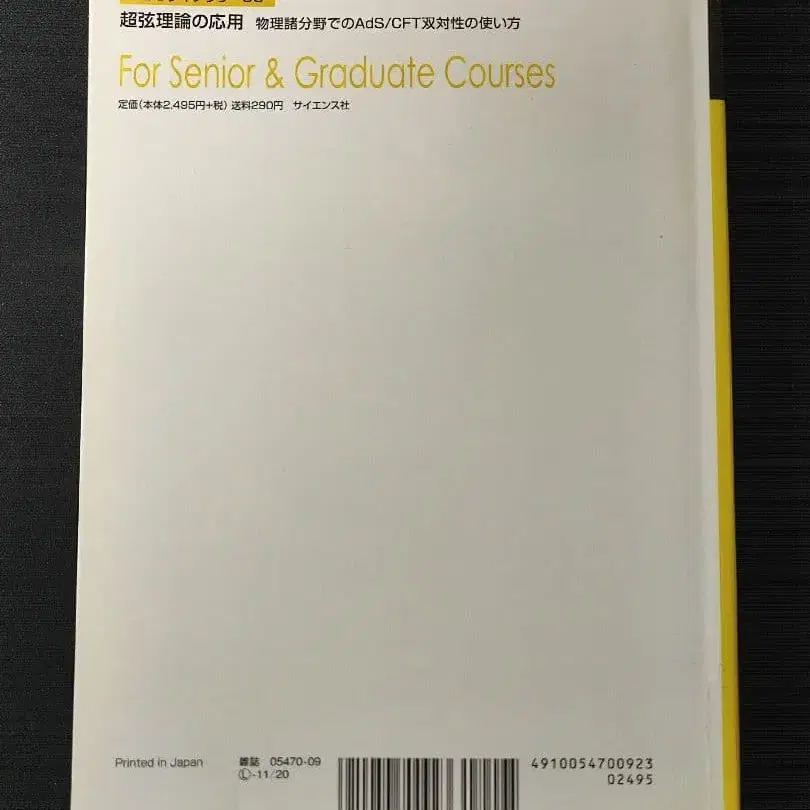 超弦理論の応用 物理諸分野でのAdS/CFT双対性の使い方
For Senior & Graduate Courses
定価(本体2,495円+税) 送料290円 サイエンス社
Printed in Japan
雑誌 05470-09
Ⓛ-11/20
4910054700923
02495